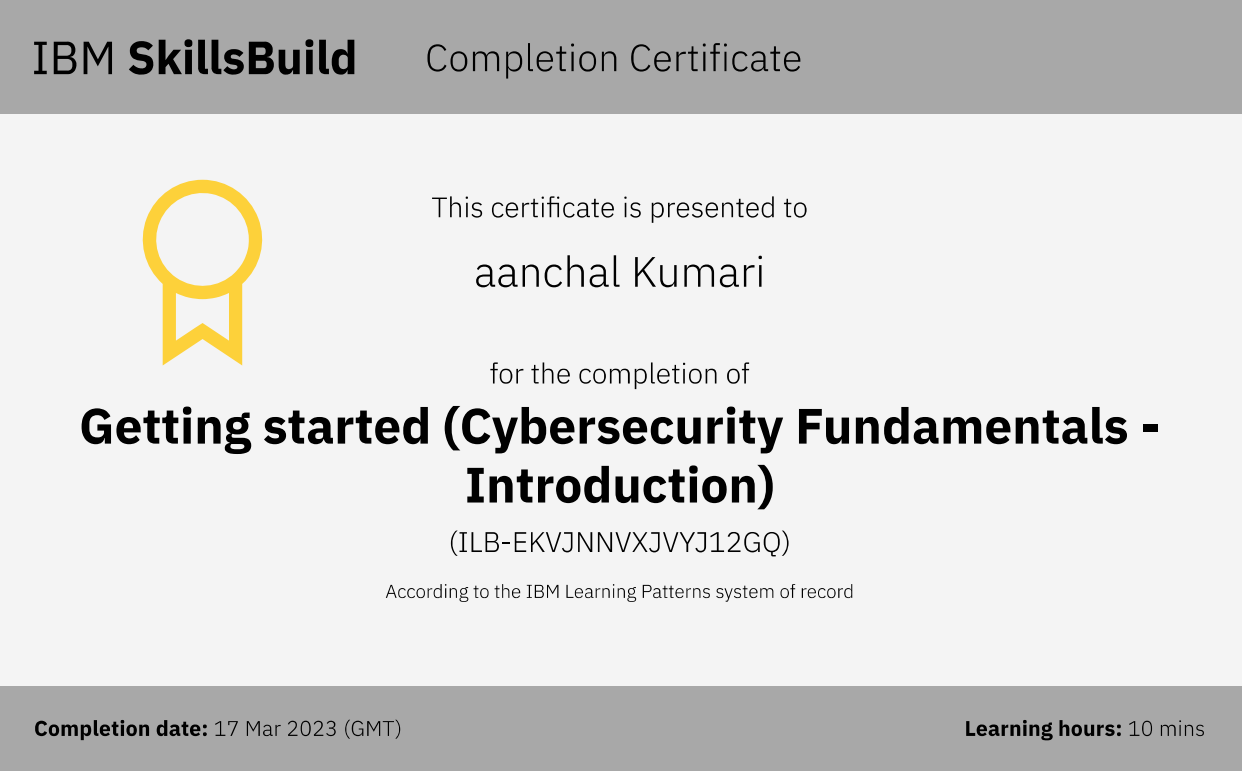 IBM SkillsBuild Completion Certificate
This certificate is presented to
aanchal Kumari
for the completion of
Getting started (Cybersecurity Fundamentals -
Introduction)
(ILB-EKVJNNVXJVYJ12GQ)
According to the IBM Learning Patterns system of record
Completion date: 17 Mar 2023 (GMT)
Learning hours: 10 mins